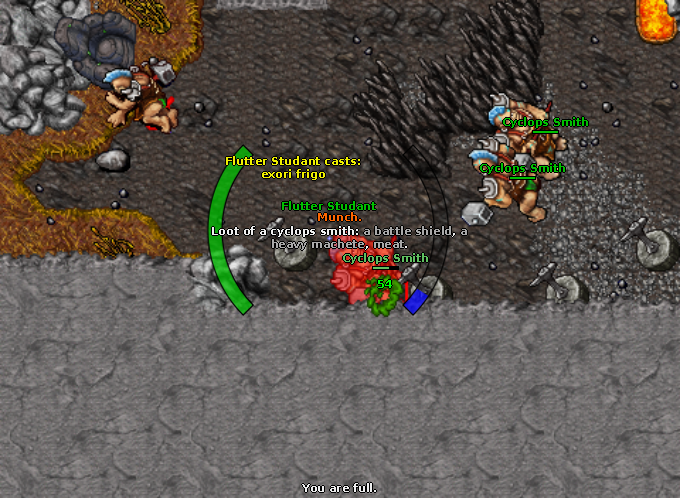 Cyclops Smith
Flutter Studant casts:
exori frigo
Cyclops Smith
Flutter Studant
Munch.
Loot of a cyclops smith: a battle shield, a
heavy machete, meat.
Cyclops Smith
54
You are full.